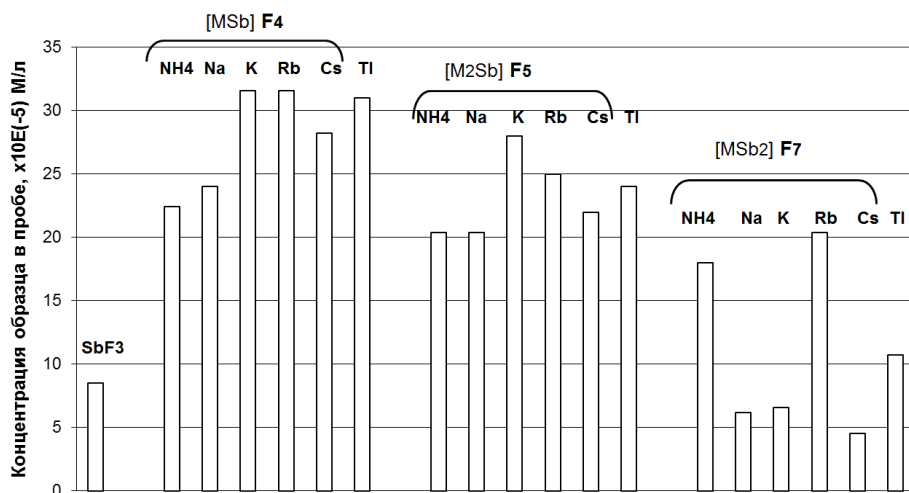 [MSb] F4
35
NH4 Na K Rb Cs Tl
[M2Sb] F5
30
NH4 Na K Rb Cs Tl
[MSb2] F7
25
NH4 Na K Rb Cs Tl
20
15
SbF3
10
5
0
Концентрация образца в пробе, x10E(-5) М/л